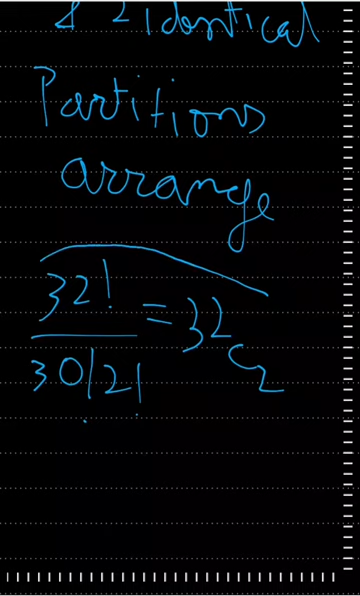 & 2 identical
Partitions
arrange
32!
/ 30! 2! = 32C2